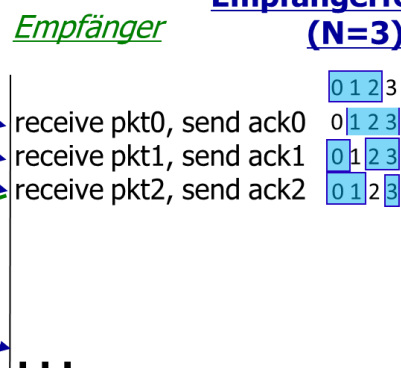 Empfänger
(N=3)
0 1 2 3
receive pkt0, send ack0 0 1 2 3
receive pkt1, send ack1 0 1 2 3
receive pkt2, send ack2 0 1 2 3
...